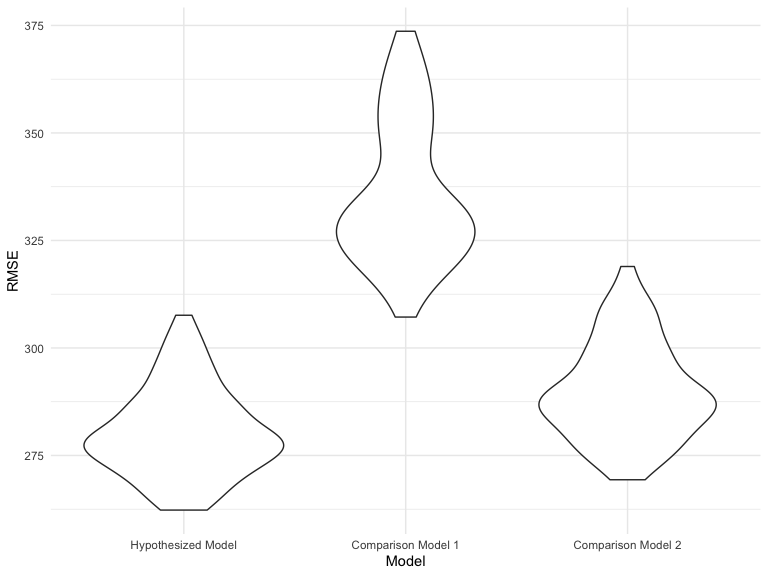 375
350
325
300
275
RMSE
Hypothesized Model
Comparison Model 1
Comparison Model 2
Model